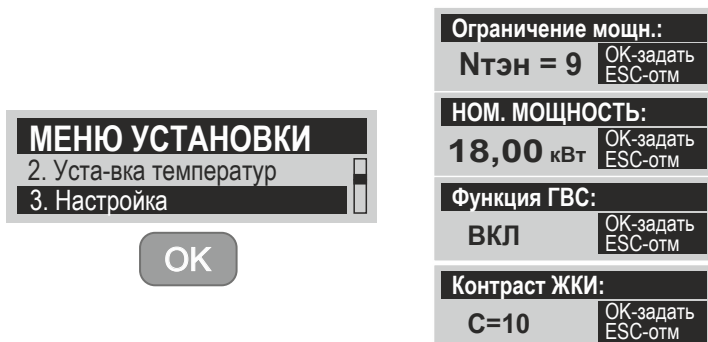 МЕНЮ УСТАНОВКИ
2. Уста-вка температур
3. Настройка
OK
Ограничение мощн.:
Nтэн = 9
OK-задать
ESC-отм
НОМ. МОЩНОСТЬ:
18,00 кВт
OK-задать
ESC-отм
Функция ГВС:
ВКЛ
OK-задать
ESC-отм
Контраст ЖКИ:
C=10
OK-задать
ESC-отм